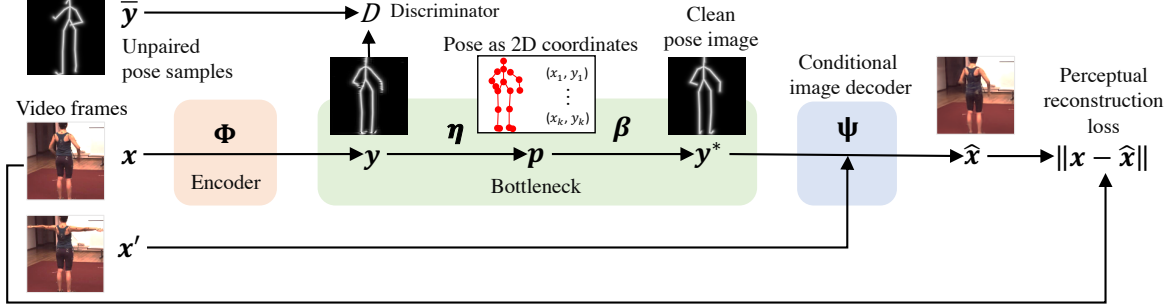 ȳ
D Discriminator
Unpaired
pose samples
Pose as 2D coordinates
(x₁, y₁)
⋮
(xₖ, yₖ)
Clean
pose image
Conditional
image decoder
Perceptual
reconstruction
loss
Video frames
Φ
η
β
Ψ
x
y
p
y*
x̂
‖x − x̂‖
Encoder
Bottleneck
x′